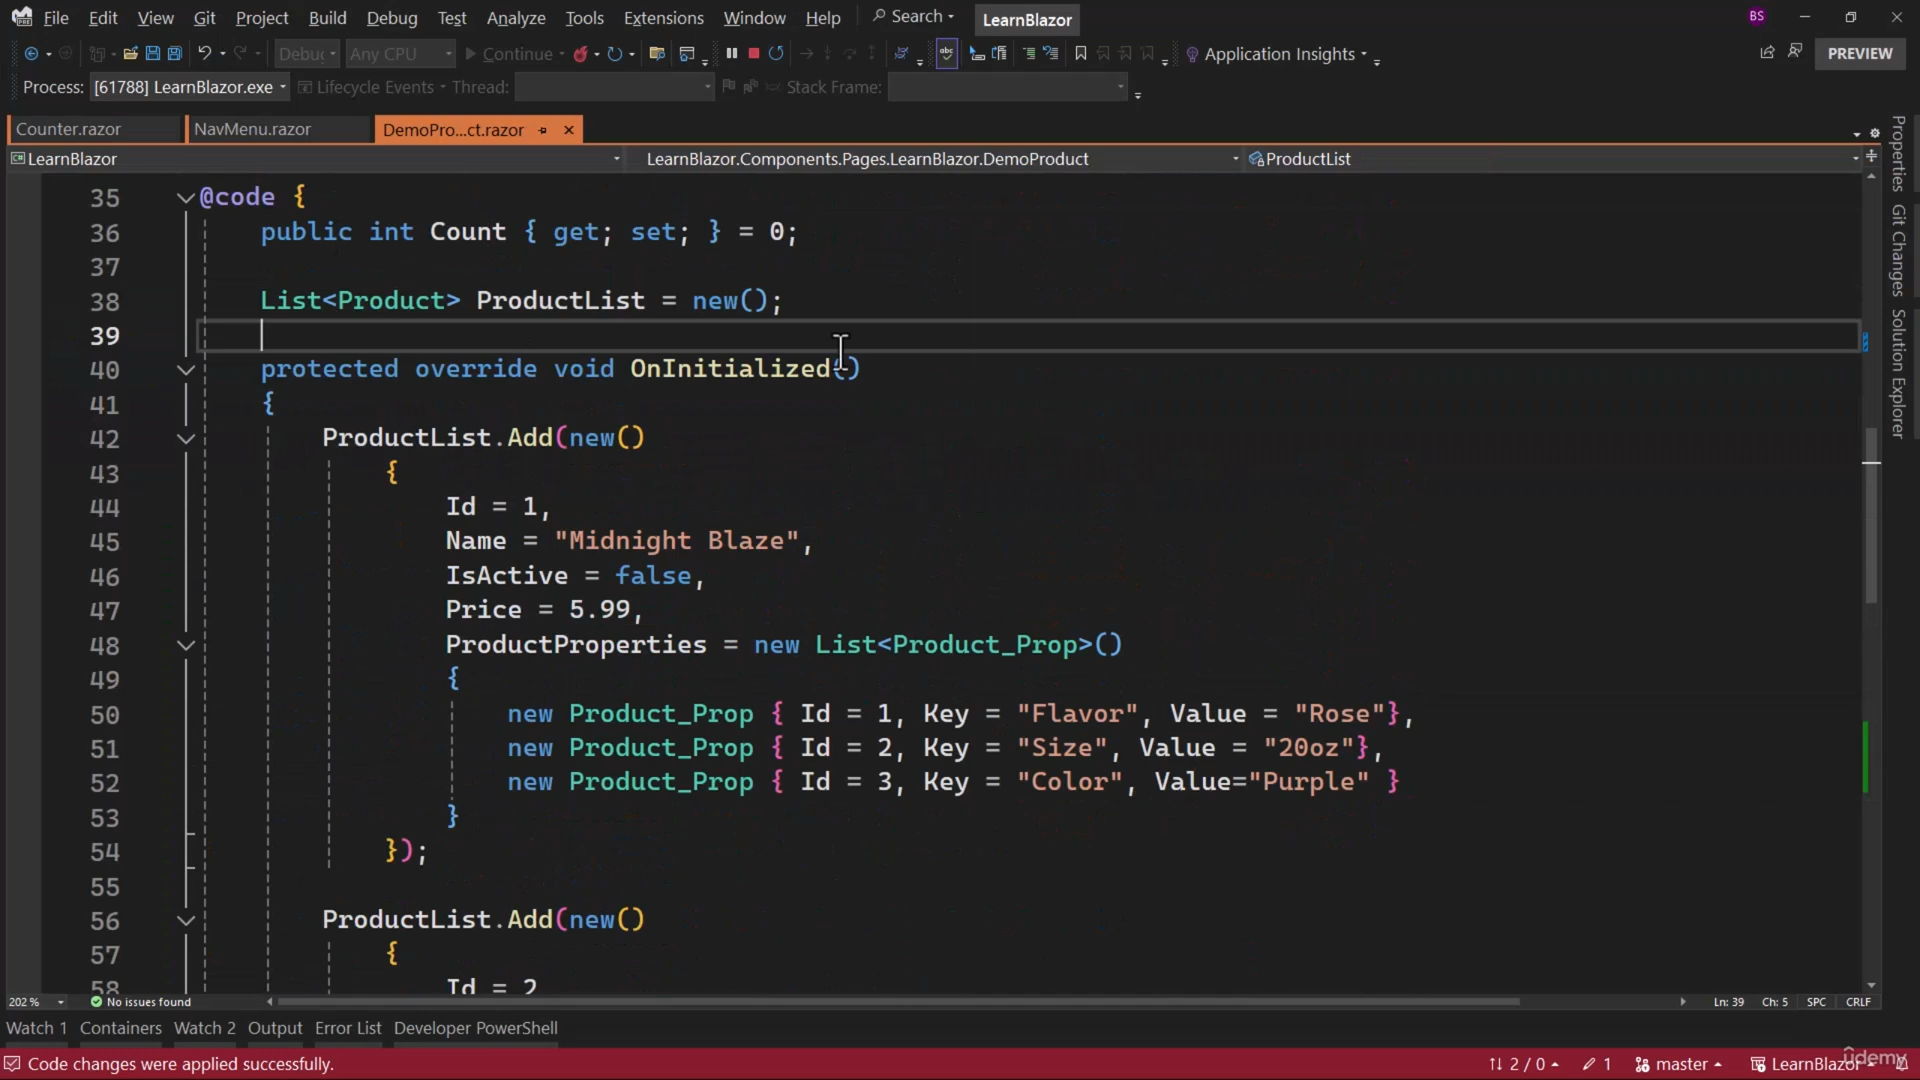 File Edit View Git Project Build Debug Test Analyze Tools Extensions Window Help Search LearnBlazor BS
Debug Any CPU Continue Application Insights PREVIEW
Process: [61788] LearnBlazor.exe Lifecycle Events Thread: Stack Frame:
Counter.razor NavMenu.razor DemoPro...ct.razor
LearnBlazor LearnBlazor.Components.Pages.LearnBlazor.DemoProduct ProductList
35 @code {
36 public int Count { get; set; } = 0;
37
38 List<Product> ProductList = new();
39
40 protected override void OnInitialized()
41 {
42 ProductList.Add(new()
43 {
44 Id = 1,
45 Name = "Midnight Blaze",
46 IsActive = false,
47 Price = 5.99,
48 ProductProperties = new List<Product_Prop>()
49 {
50 new Product_Prop { Id = 1, Key = "Flavor", Value = "Rose"},
51 new Product_Prop { Id = 2, Key = "Size", Value = "20oz"},
52 new Product_Prop { Id = 3, Key = "Color", Value="Purple" }
53 }
54 });
55
56 ProductList.Add(new()
57 {
58 Id = 2
Properties
Git Changes
Solution Explorer
202 % No issues found Ln: 39 Ch: 5 SPC CRLF
Watch 1 Containers Watch 2 Output Error List Developer PowerShell
Code changes were applied successfully. 2 / 0 1 master LearnBlazor
udemy